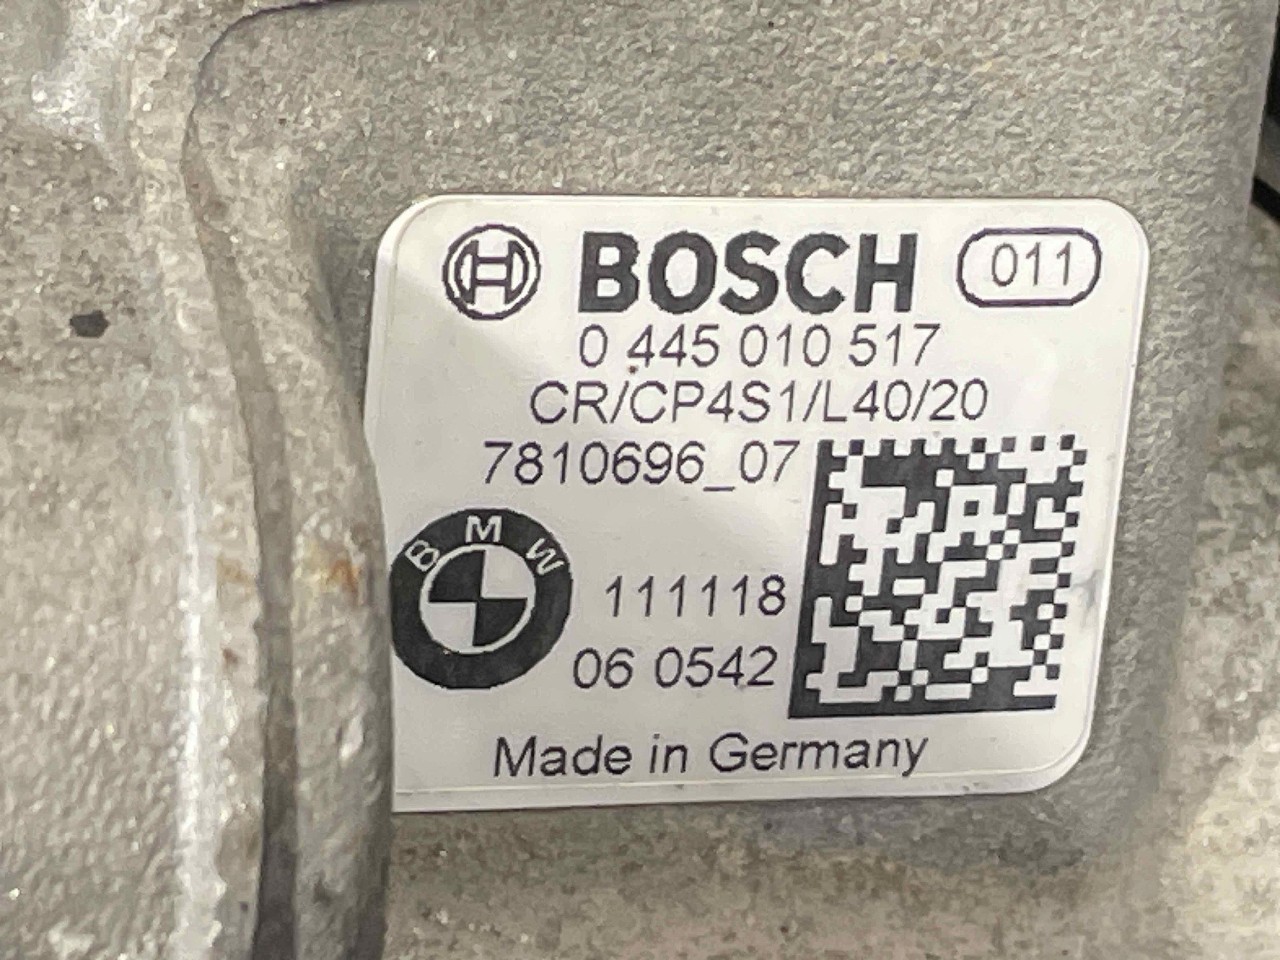 BOSCH 011
0 445 010 517
CR/CP4S1/L40/20
7810696_07
BMW
111118
06 0542
Made in Germany